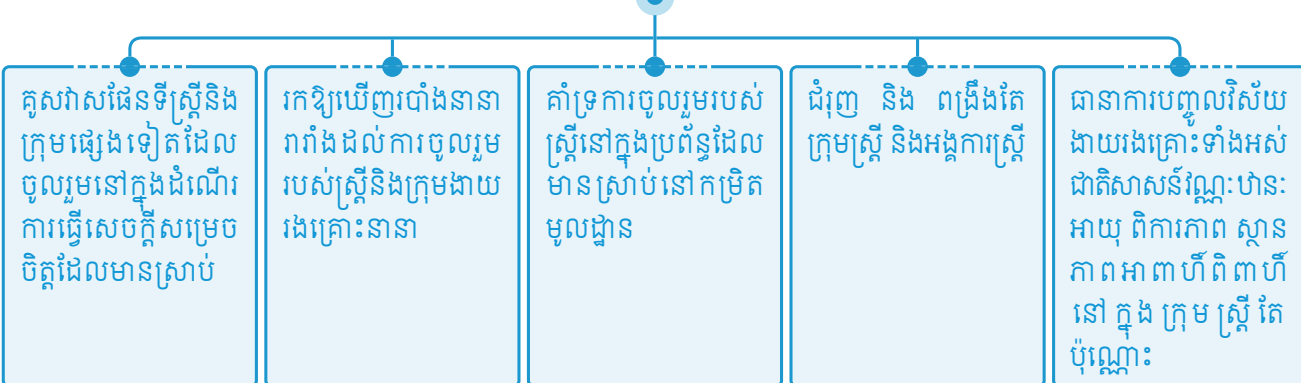 គូសវាសផែនទីស្ត្រីនិង
ក្រុមផ្សេងទៀតដែល
ចូលរួមនៅក្នុងដំណើរ
ការធ្វើសេចក្តីសម្រេច
ចិត្តដែលមានស្រាប់
រកឱ្យឃើញរបាំងនានា
រារាំងដល់ការចូលរួម
របស់ស្ត្រីនិងក្រុមងាយ
រងគ្រោះនានា
គាំទ្រការចូលរួមរបស់
ស្ត្រីនៅក្នុងប្រព័ន្ធដែល
មានស្រាប់នៅកម្រិត
មូលដ្ឋាន
ជំរុញ និង ពង្រឹងតែ
ក្រុមស្ត្រី និងអង្គការស្ត្រី
ធានាការបញ្ចូលវិស័យ
ងាយរងគ្រោះទាំងអស់
ជាតិសាសន៍វណ្ណៈឋានៈ
អាយុ ពិការភាព ស្ថាន
ភាពអាពាហ៍ពិពាហ៍
នៅ ក្នុង ក្រុម ស្ត្រី តែ
ប៉ុណ្ណោះ